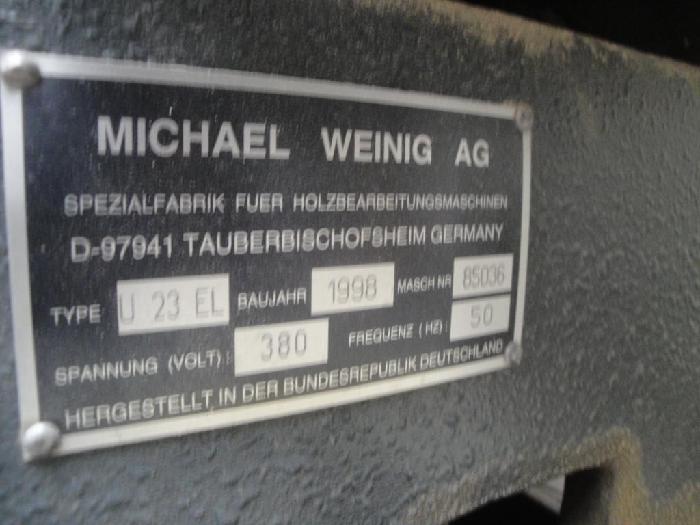 MICHAEL WEINIG AG
SPEZIALFABRIK FUER HOLZBEARBEITUNGSMASCHINEN
D-97941 TAUBERBISCHOFSHEIM GERMANY
TYPE U 23 EL BAUJAHR 1998 MASCH NR 85036
SPANNUNG (VOLT): 380 FREQUENZ (HZ): 50
HERGESTELLT IN DER BUNDESREPUBLIK DEUTSCHLAND